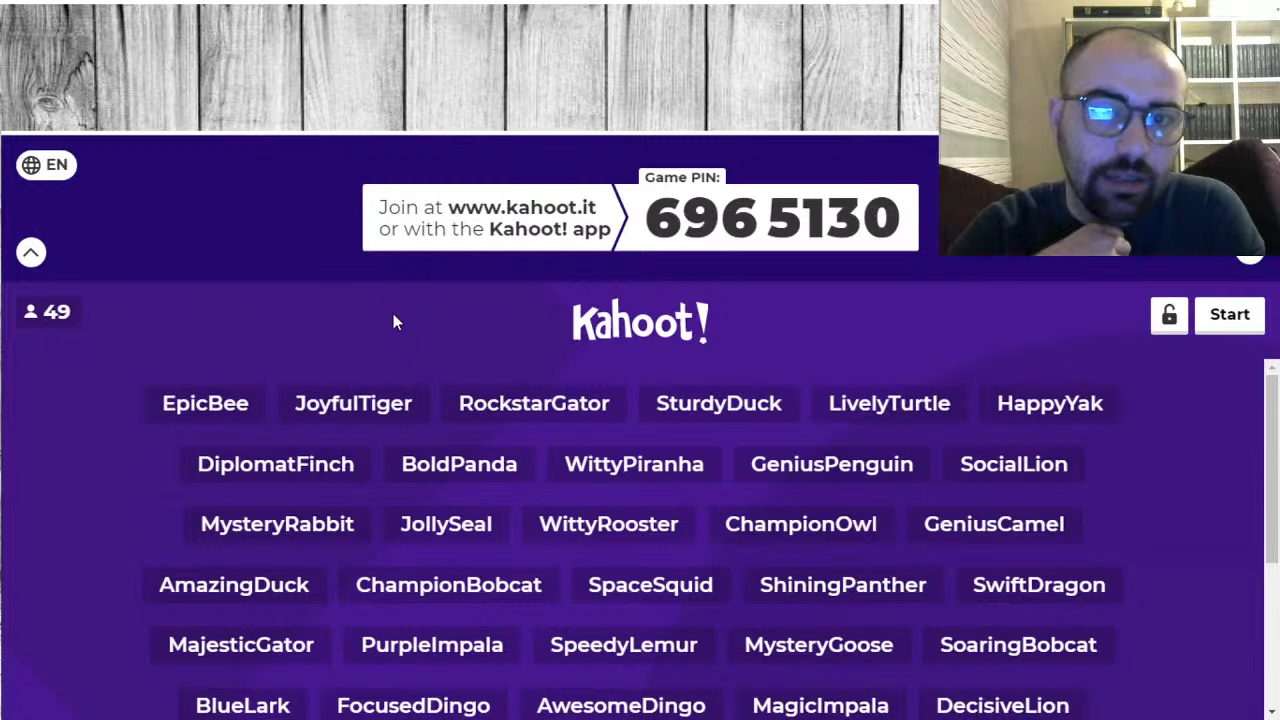 EN
Game PIN:
Join at www.kahoot.it
or with the Kahoot! app
696 5130
49
Kahoot!
Start
EpicBee JoyfulTiger RockstarGator SturdyDuck LivelyTurtle HappyYak
DiplomatFinch BoldPanda WittyPiranha GeniusPenguin SocialLion
MysteryRabbit JollySeal WittyRooster ChampionOwl GeniusCamel
AmazingDuck ChampionBobcat SpaceSquid ShiningPanther SwiftDragon
MajesticGator PurpleImpala SpeedyLemur MysteryGoose SoaringBobcat
BlueLark FocusedDingo AwesomeDingo MagicImpala DecisiveLion